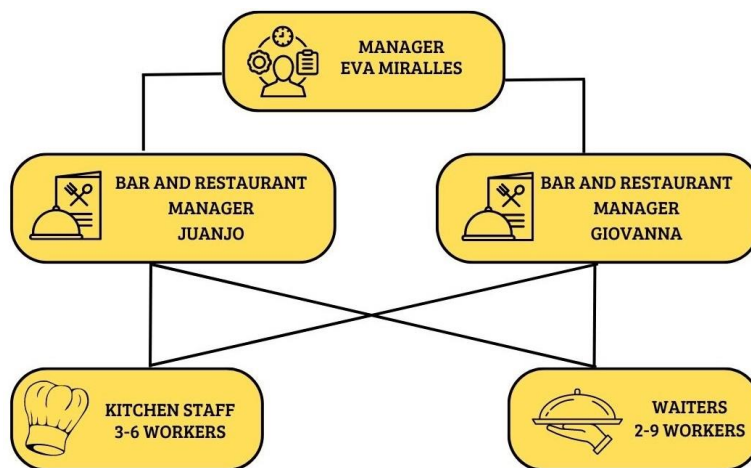 MANAGER
EVA MIRALLES
BAR AND RESTAURANT
MANAGER
JUANJO
BAR AND RESTAURANT
MANAGER
GIOVANNA
KITCHEN STAFF
3-6 WORKERS
WAITERS
2-9 WORKERS